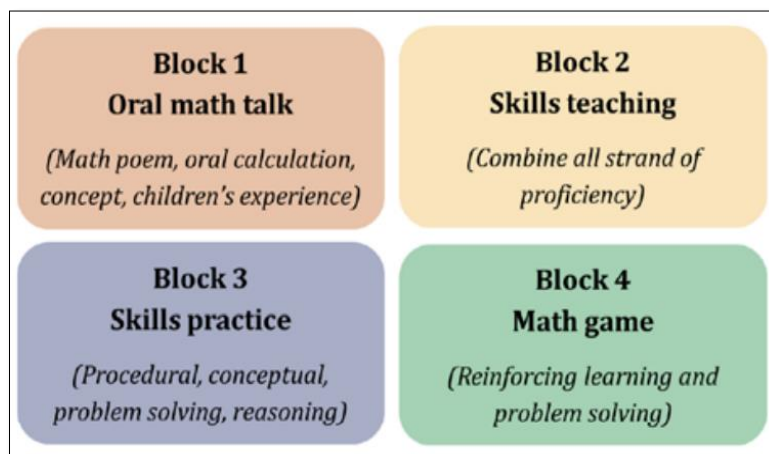 Block 1
Oral math talk
(Math poem, oral calculation,
concept, children's experience)
Block 2
Skills teaching
(Combine all strand of
proficiency)
Block 3
Skills practice
(Procedural, conceptual,
problem solving, reasoning)
Block 4
Math game
(Reinforcing learning and
problem solving)